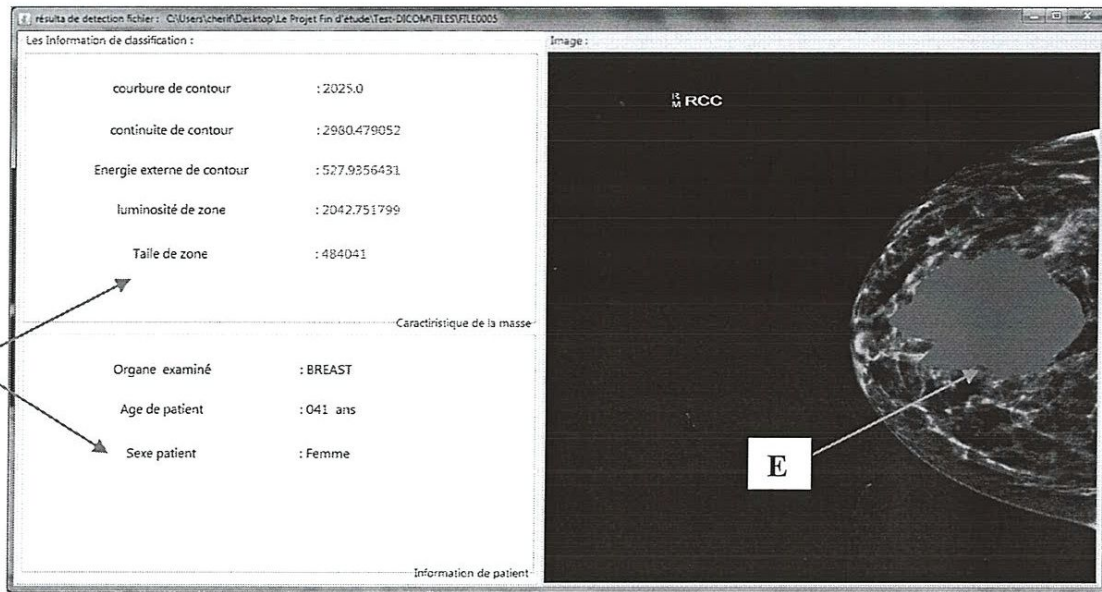 résulta de detection fichier : C:\Users\cherif\Desktop\Le Projet Fin d'étude\Test-DICOM\FILES\FILE0005
Les Information de classification :
courbure de contour : 2025.0
continuite de contour : 2980.479052
Energie externe de contour : 527.9356431
luminosité de zone : 2042.751799
Taile de zone : 484041
Caractiristique de la masse
Organe examiné : BREAST
Age de patient : 041 ans
Sexe patient : Femme
Information de patient
Image :
R
M RCC
E